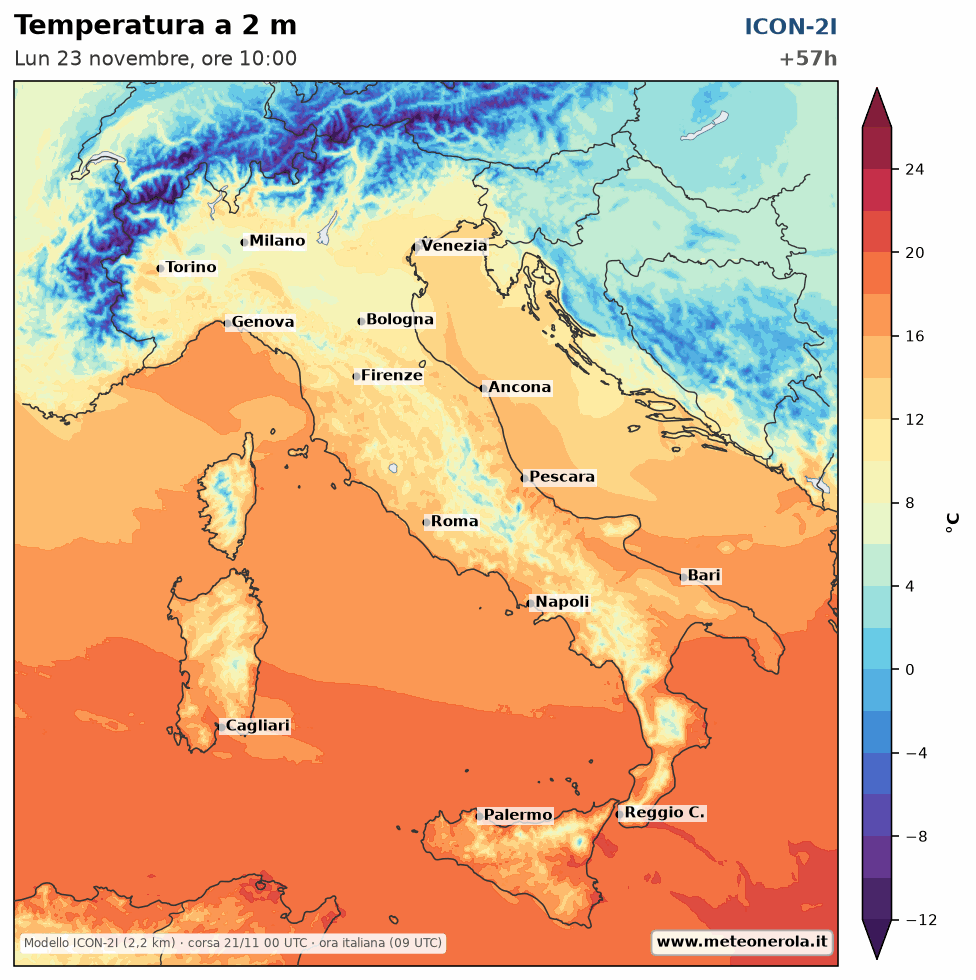 Temperatura a 2 m
ICON-2I
Lun 23 novembre, ore 10:00
+57h
Milano
Venezia
Torino
Genova
Bologna
Firenze
Ancona
Pescara
Roma
Bari
Napoli
Cagliari
Palermo
Reggio C.
24
20
16
12
8
4
0
−4
−8
−12
°C
Modello ICON-2I (2,2 km) · corsa 21/11 00 UTC · ora italiana (09 UTC)
www.meteonerola.it